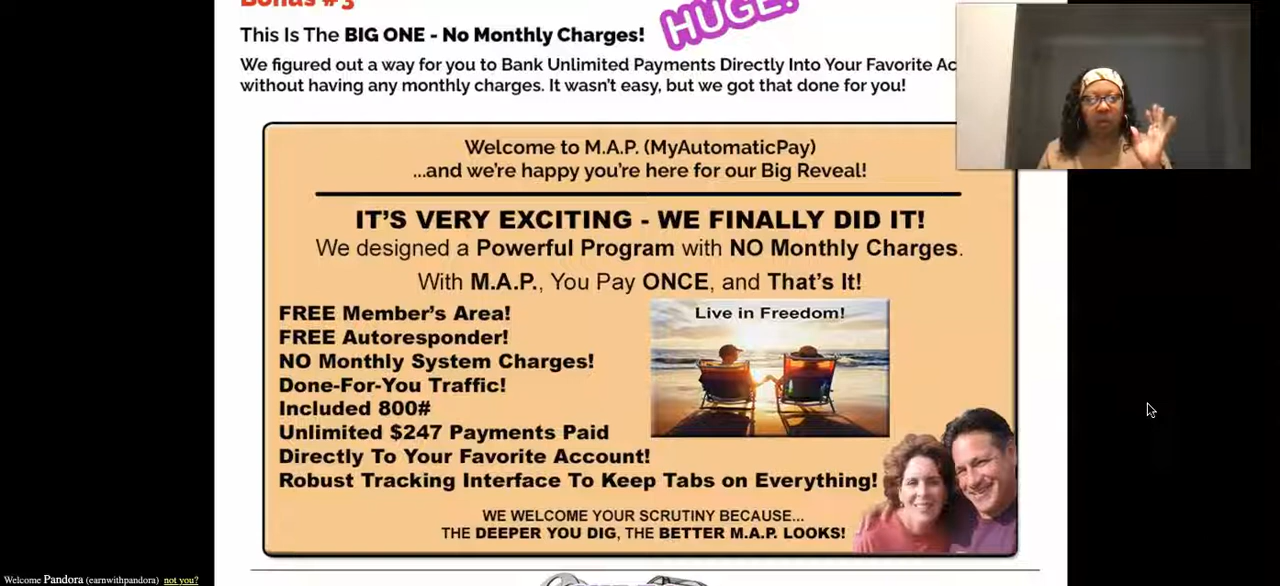 Bonus #3
HUGE!
This Is The BIG ONE - No Monthly Charges!
We figured out a way for you to Bank Unlimited Payments Directly Into Your Favorite Ac
without having any monthly charges. It wasn't easy, but we got that done for you!
Welcome to M.A.P. (MyAutomaticPay)
...and we're happy you're here for our Big Reveal!
IT'S VERY EXCITING - WE FINALLY DID IT!
We designed a Powerful Program with NO Monthly Charges.
With M.A.P., You Pay ONCE, and That's It!
FREE Member's Area!
FREE Autoresponder!
NO Monthly System Charges!
Done-For-You Traffic!
Included 800#
Unlimited $247 Payments Paid
Directly To Your Favorite Account!
Robust Tracking Interface To Keep Tabs on Everything!
Live in Freedom!
WE WELCOME YOUR SCRUTINY BECAUSE...
THE DEEPER YOU DIG, THE BETTER M.A.P. LOOKS!
Welcome Pandora (earnwithpandora) not you?